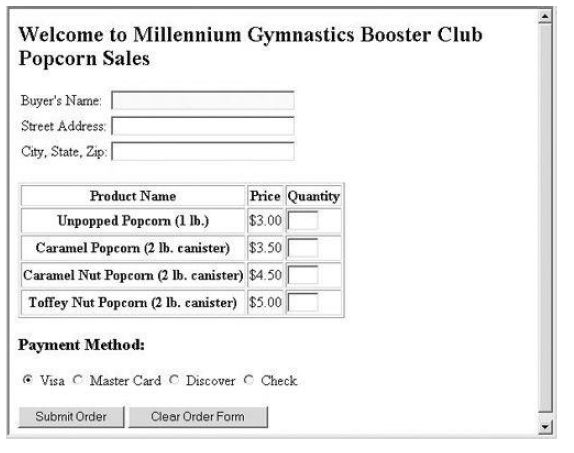 Welcome to Millennium Gymnastics Booster Club
Popcorn Sales
Buyer's Name:
Street Address:
City, State, Zip:
Product Name Price Quantity
Unpopped Popcorn (1 lb.) $3.00
Caramel Popcorn (2 lb. canister) $3.50
Caramel Nut Popcorn (2 lb. canister) $4.50
Toffey Nut Popcorn (2 lb. canister) $5.00
Payment Method:
Visa Master Card Discover Check
Submit Order Clear Order Form